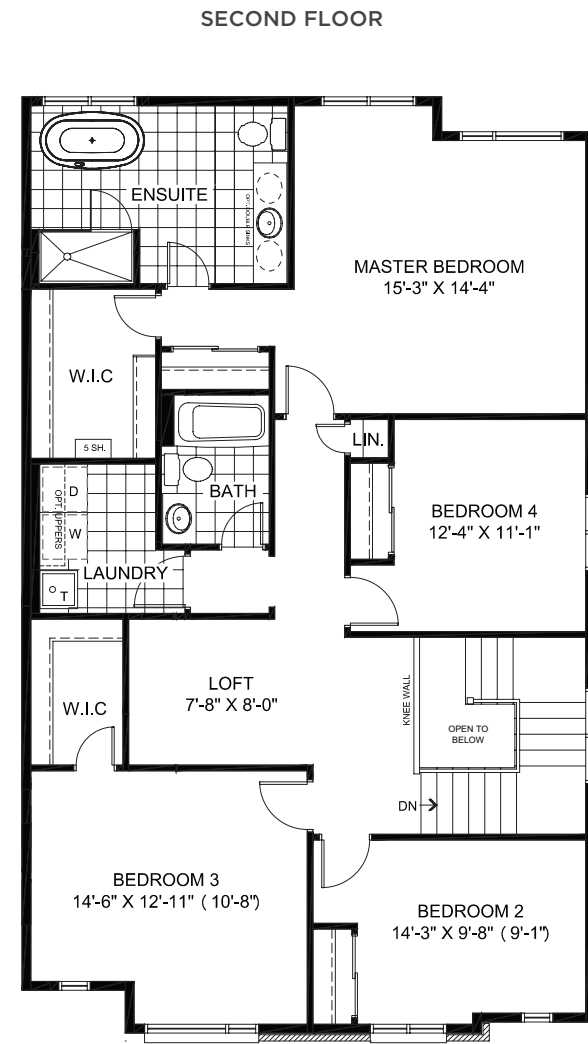 SECOND FLOOR
ENSUITE
OPT. DOUBLE SINKS
MASTER BEDROOM
15'-3" X 14'-4"
W.I.C
5 SH.
LIN.
BATH
D
W
OPT. UPPERS
LAUNDRY
T
BEDROOM 4
12'-4" X 11'-1"
LOFT
7'-8" X 8'-0"
W.I.C
KNEE WALL
OPEN TO
BELOW
DN
BEDROOM 3
14'-6" X 12'-11" ( 10'-8")
BEDROOM 2
14'-3" X 9'-8" ( 9'-1")